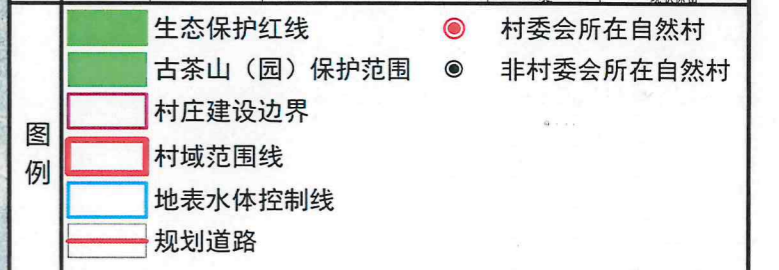 图例
生态保护红线
古茶山（园）保护范围
村庄建设边界
村域范围线
地表水体控制线
规划道路
村委会所在自然村
非村委会所在自然村